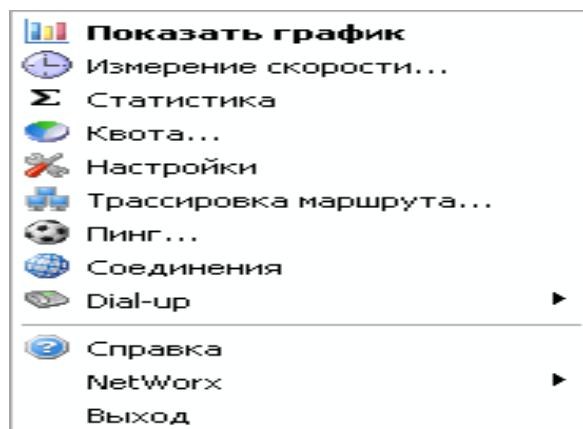 Показать график
Измерение скорости...
Σ Статистика
Квота...
Настройки
Трассировка маршрута...
Пинг...
Соединения
Dial-up
Справка
NetWorx
Выход